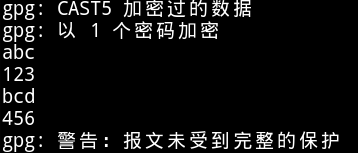 gpg: CAST5 加密过的数据
gpg: 以 1 个密码加密
abc
123
bcd
456
gpg: 警告：报文未受到完整的保护